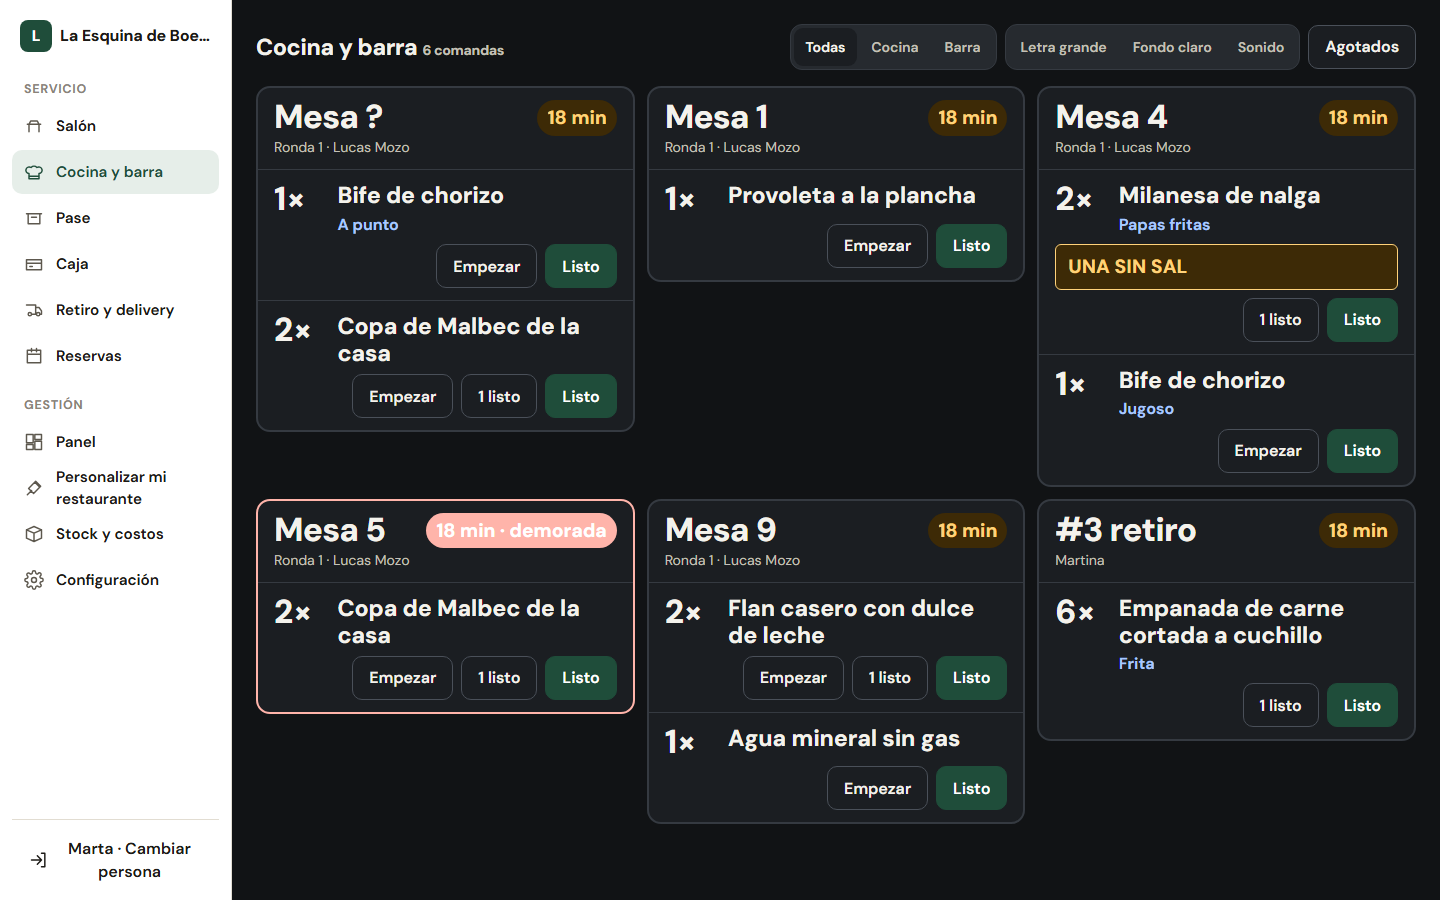 L
La Esquina de Boe...
SERVICIO
Salón
Cocina y barra
Pase
Caja
Retiro y delivery
Reservas
GESTIÓN
Panel
Personalizar mi
restaurante
Stock y costos
Configuración
Marta · Cambiar
persona
Cocina y barra 6 comandas
Todas
Cocina
Barra
Letra grande
Fondo claro
Sonido
Agotados
Mesa ?
18 min
Ronda 1 · Lucas Mozo
1× Bife de chorizo
A punto
Empezar
Listo
2× Copa de Malbec de la
casa
Empezar
1 listo
Listo
Mesa 1
18 min
Ronda 1 · Lucas Mozo
1× Provoleta a la plancha
Empezar
Listo
Mesa 4
18 min
Ronda 1 · Lucas Mozo
2× Milanesa de nalga
Papas fritas
UNA SIN SAL
1 listo
Listo
1× Bife de chorizo
Jugoso
Empezar
Listo
Mesa 5
18 min · demorada
Ronda 1 · Lucas Mozo
2× Copa de Malbec de la
casa
Empezar
1 listo
Listo
Mesa 9
18 min
Ronda 1 · Lucas Mozo
2× Flan casero con dulce
de leche
Empezar
1 listo
Listo
1× Agua mineral sin gas
Empezar
Listo
#3 retiro
18 min
Martina
6× Empanada de carne
cortada a cuchillo
Frita
1 listo
Listo